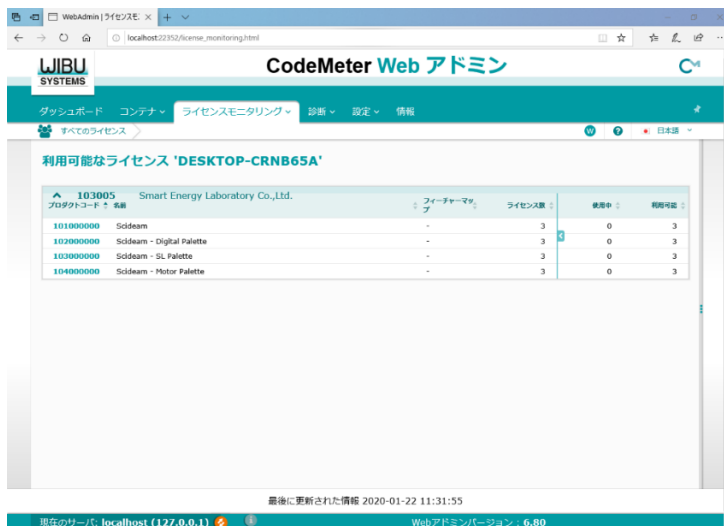 WebAdmin | ライセンスモ:
localhost:22352/license_monitoring.html
WIBU
SYSTEMS
CodeMeter Web アドミン
ダッシュボード コンテナ ライセンスモニタリング 診断 設定 情報
すべてのライセンス
W ? 日本語
利用可能なライセンス 'DESKTOP-CRNB65A'
103005 Smart Energy Laboratory Co.,Ltd.
プロダクトコード 名前 フィーチャーマップ ライセンス数 使用中 利用可能
101000000 Scideam - 3 0 3
102000000 Scideam - Digital Palette - 3 0 3
103000000 Scideam - SL Palette - 3 0 3
104000000 Scideam - Motor Palette - 3 0 3
最後に更新された情報 2020-01-22 11:31:55
現在のサーバ: localhost (127.0.0.1) Webアドミンバージョン : 6.80